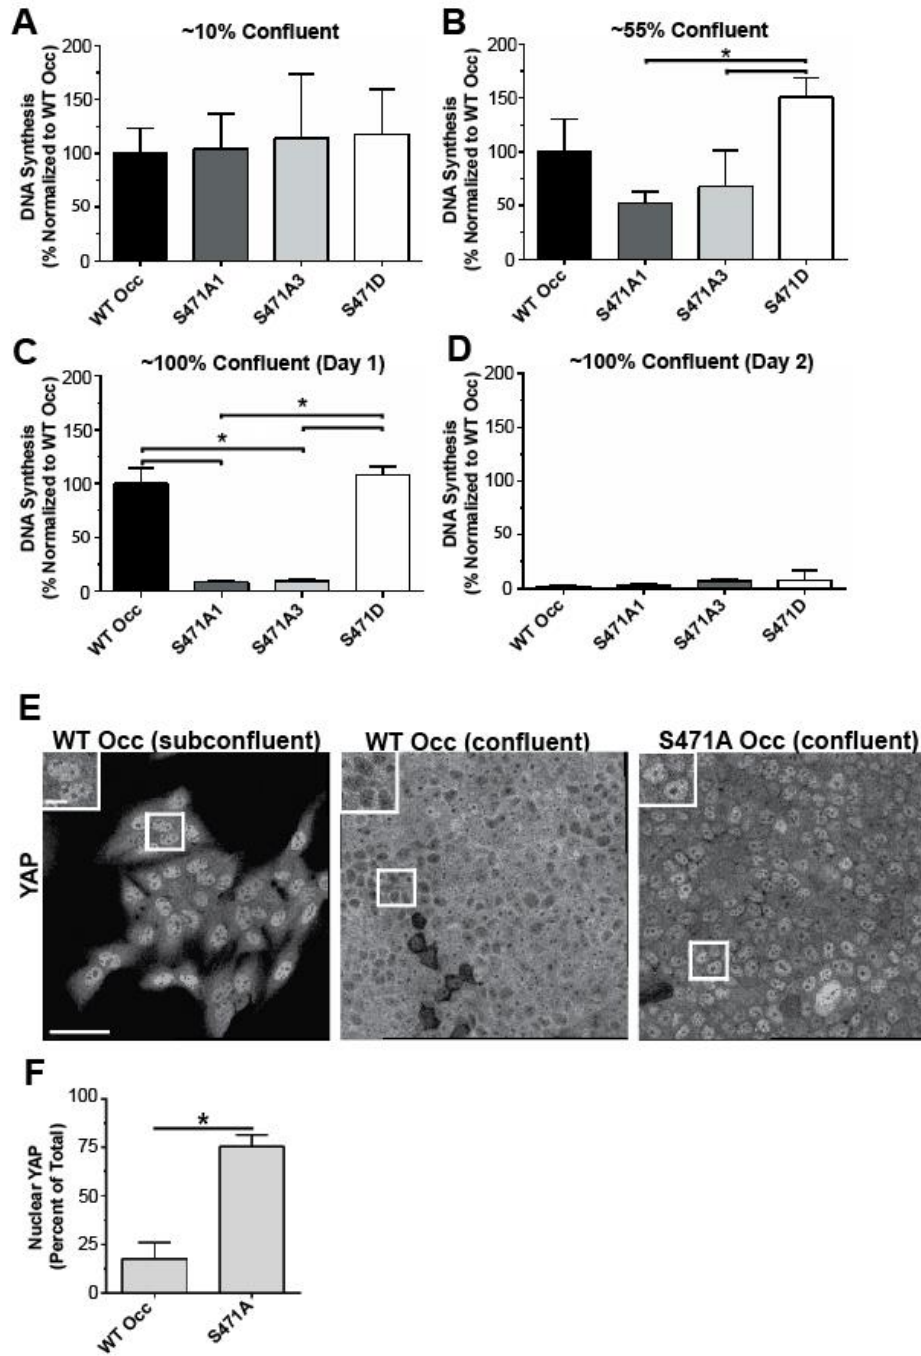 A
~10% Confluent
DNA Synthesis
(% Normalized to WT Occ)
200
150
100
50
0
WT Occ
S471A1
S471A3
S471D
B
~55% Confluent
DNA Synthesis
(% Normalized to WT Occ)
200
150
100
50
0
*
WT Occ
S471A1
S471A3
S471D
C
~100% Confluent (Day 1)
DNA Synthesis
(% Normalized to WT Occ)
200
150
100
50
0
*
*
WT Occ
S471A1
S471A3
S471D
D
~100% Confluent (Day 2)
DNA Synthesis
(% Normalized to WT Occ)
200
150
100
50
0
WT Occ
S471A1
S471A3
S471D
E
WT Occ (subconfluent)
WT Occ (confluent)
S471A Occ (confluent)
YAP
F
Nuclear YAP
(Percent of Total)
100
75
50
25
0
*
WT Occ
S471A